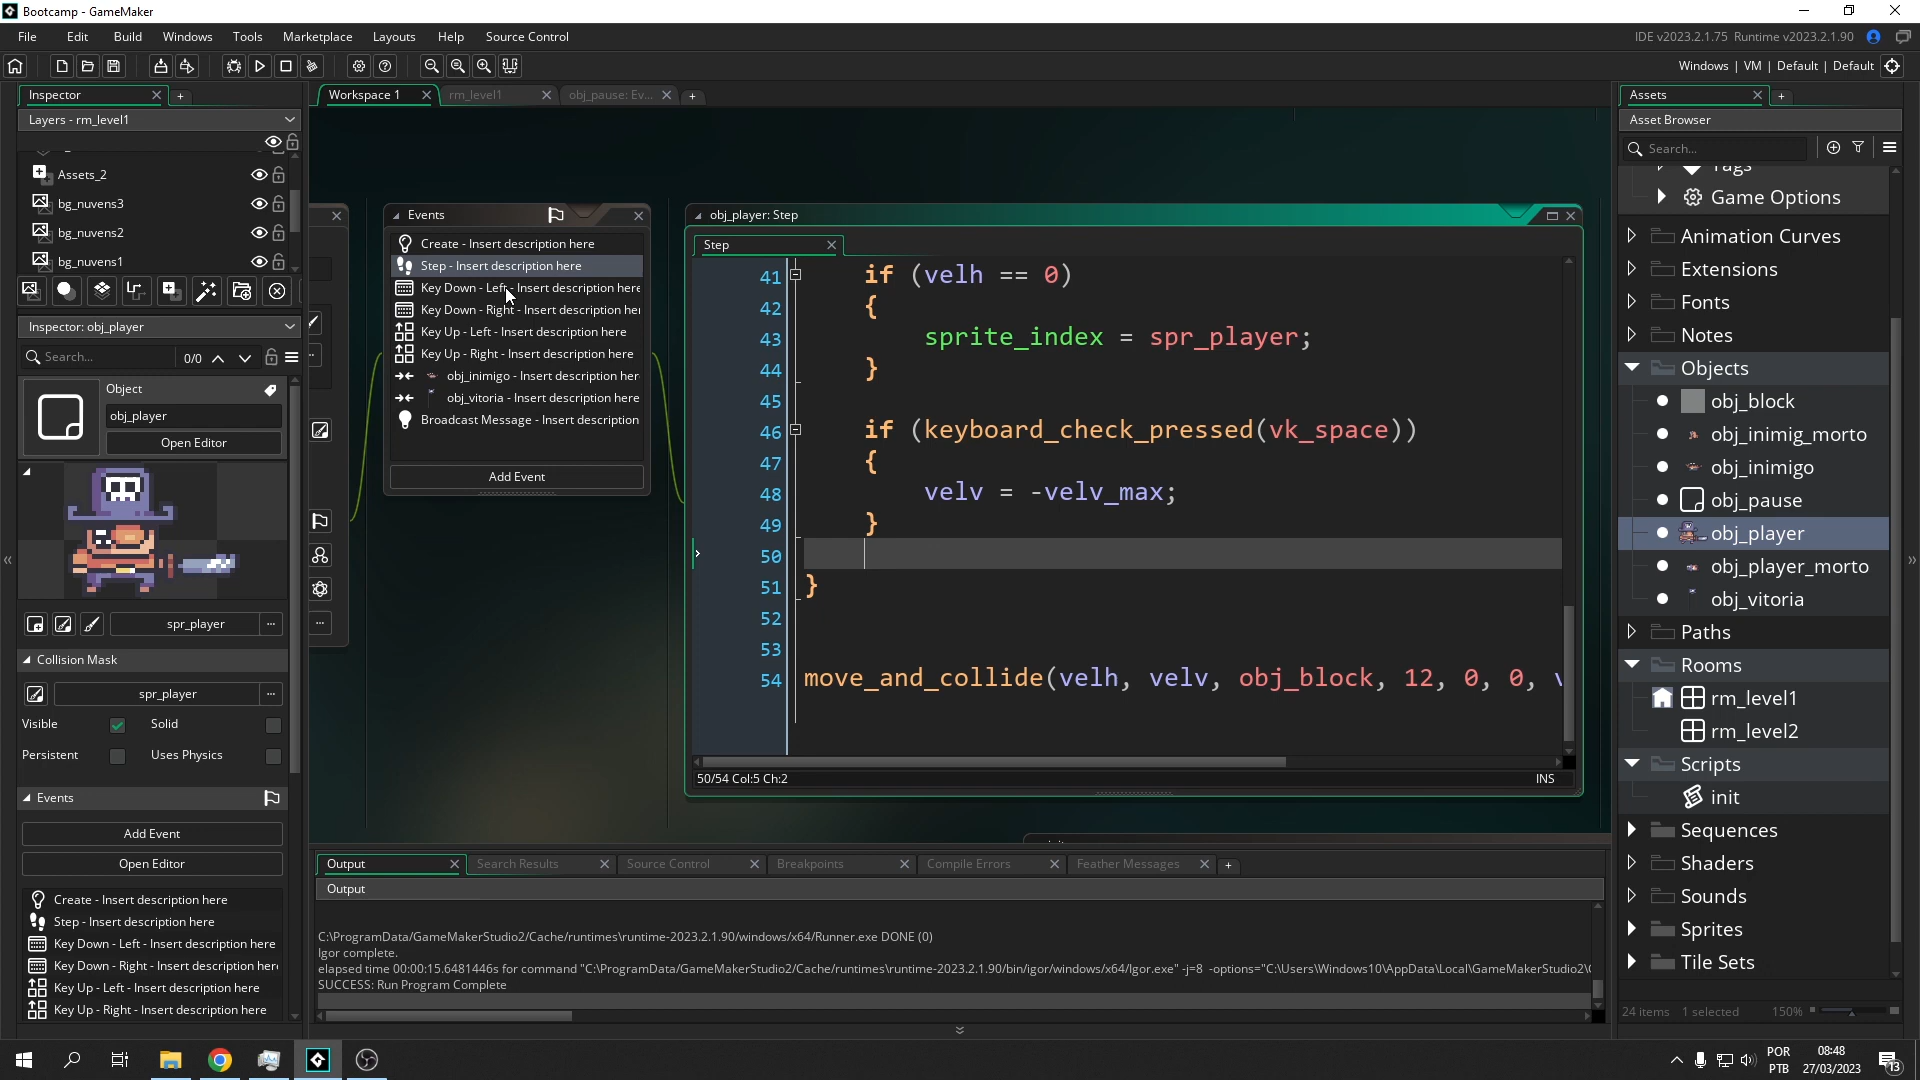 Bootcamp - GameMaker
File Edit Build Windows Tools Marketplace Layouts Help Source Control
IDE v2023.2.1.75 Runtime v2023.2.1.90
Windows | VM | Default | Default
Inspector
Layers - rm_level1
Assets_2
bg_nuvens3
bg_nuvens2
bg_nuvens1
Inspector: obj_player
Search...
0/0
Object
obj_player
Open Editor
spr_player
Collision Mask
spr_player
Visible
Solid
Persistent
Uses Physics
Events
Add Event
Open Editor
Create - Insert description here
Step - Insert description here
Key Down - Left - Insert description here
Key Down - Right - Insert description her
Key Up - Left - Insert description here
Key Up - Right - Insert description here
Workspace 1
rm_level1
obj_pause: Ev...
Events
Create - Insert description here
Step - Insert description here
Key Down - Left - Insert description here
Key Down - Right - Insert description her
Key Up - Left - Insert description here
Key Up - Right - Insert description here
obj_inimigo - Insert description her
obj_vitoria - Insert description here
Broadcast Message - Insert description
Add Event
obj_player: Step
Step
41 if (velh == 0)
42 {
43 sprite_index = spr_player;
44 }
45
46 if (keyboard_check_pressed(vk_space))
47 {
48 velv = -velv_max;
49 }
50
51 }
52
53
54 move_and_collide(velh, velv, obj_block, 12, 0, 0, v
50/54 Col:5 Ch:2
INS
Output
Search Results
Source Control
Breakpoints
Compile Errors
Feather Messages
Output
C:\ProgramData/GameMakerStudio2/Cache/runtimes\runtime-2023.2.1.90/windows/x64/Runner.exe DONE (0)
Igor complete.
elapsed time 00:00:15.6481446s for command "C:\ProgramData/GameMakerStudio2/Cache/runtimes\runtime-2023.2.1.90/bin/igor/windows/x64/Igor.exe" -j=8 -options="C:\Users\Windows10\AppData\Local\GameMakerStudio2\
SUCCESS: Run Program Complete
Assets
Asset Browser
Search...
Tags
Game Options
Animation Curves
Extensions
Fonts
Notes
Objects
obj_block
obj_inimig_morto
obj_inimigo
obj_pause
obj_player
obj_player_morto
obj_vitoria
Paths
Rooms
rm_level1
rm_level2
Scripts
init
Sequences
Shaders
Sounds
Sprites
Tile Sets
24 items 1 selected 150%
POR
PTB
08:48
27/03/2023
13